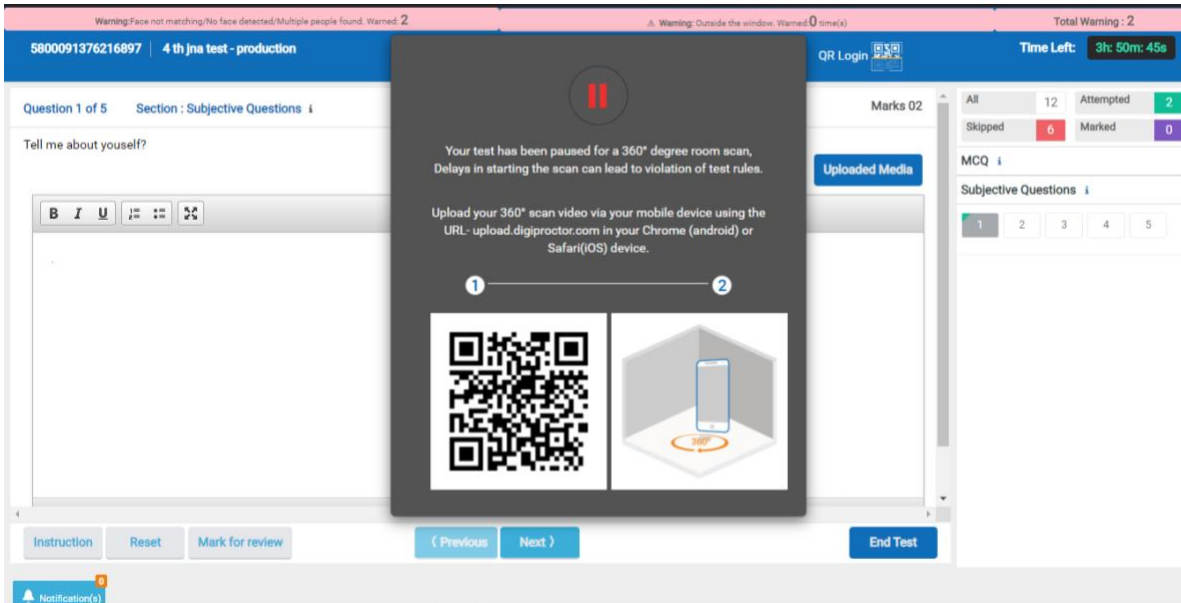 Warning:Face not matching/No face detected/Multiple people found. Warned: 2
⚠ Warning: Outside the window. Warned 0 time(s)
Total Warning : 2
5800091376216897 | 4 th jna test - production
QR Login
Time Left: 3h: 50m: 45s
Question 1 of 5 Section : Subjective Questions i
Marks 02
Tell me about youself?
Uploaded Media
B I U
Your test has been paused for a 360° degree room scan,
Delays in starting the scan can lead to violation of test rules.
Upload your 360° scan video via your mobile device using the
URL- upload.digiproctor.com in your Chrome (android) or
Safari(iOS) device.
1 2
360°
All 12 Attempted 2
Skipped 6 Marked 0
MCQ i
Subjective Questions i
1 2 3 4 5
Instruction Reset Mark for review
⟨ Previous Next ⟩
End Test
0
Notification(s)